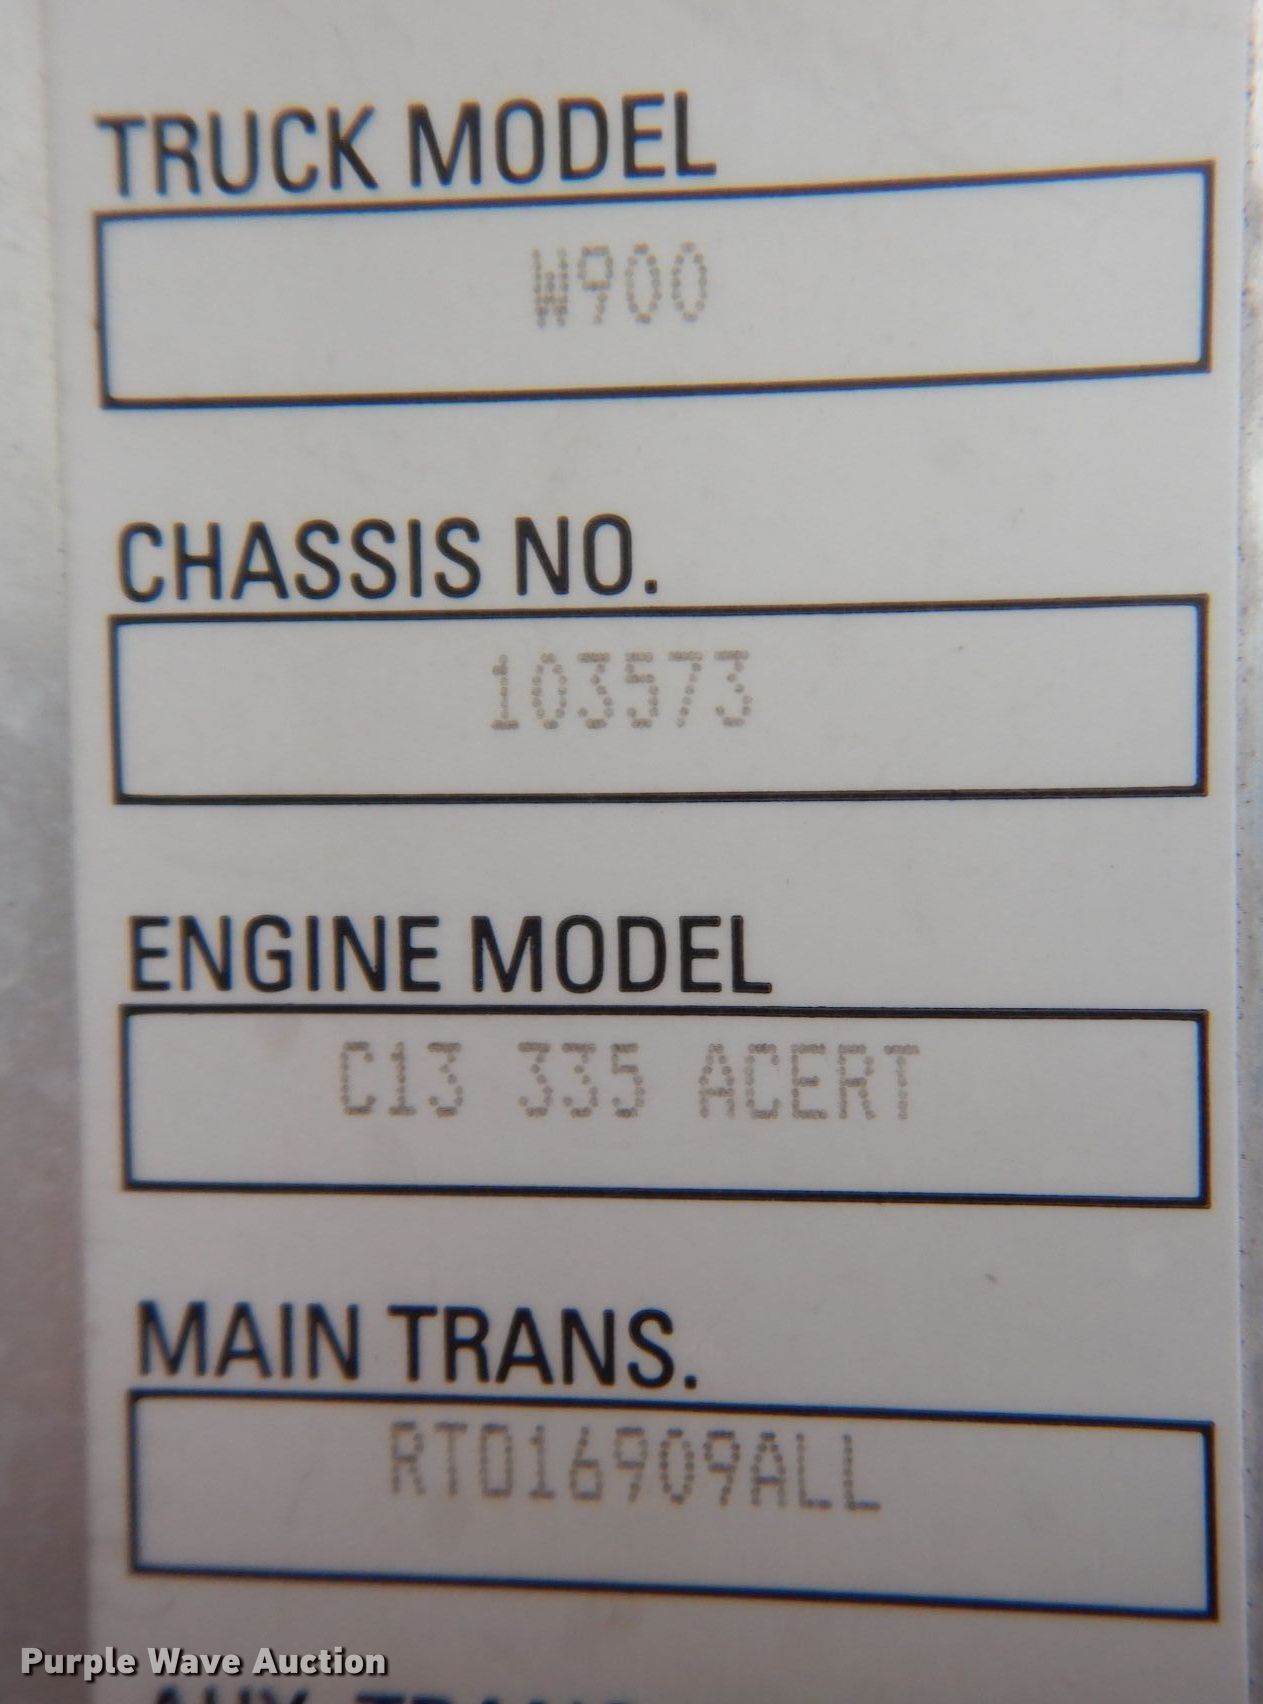 TRUCK MODEL
W900
CHASSIS NO.
103573
ENGINE MODEL
C13 335 ACERT
MAIN TRANS.
RTO16909ALL
Purple Wave Auction